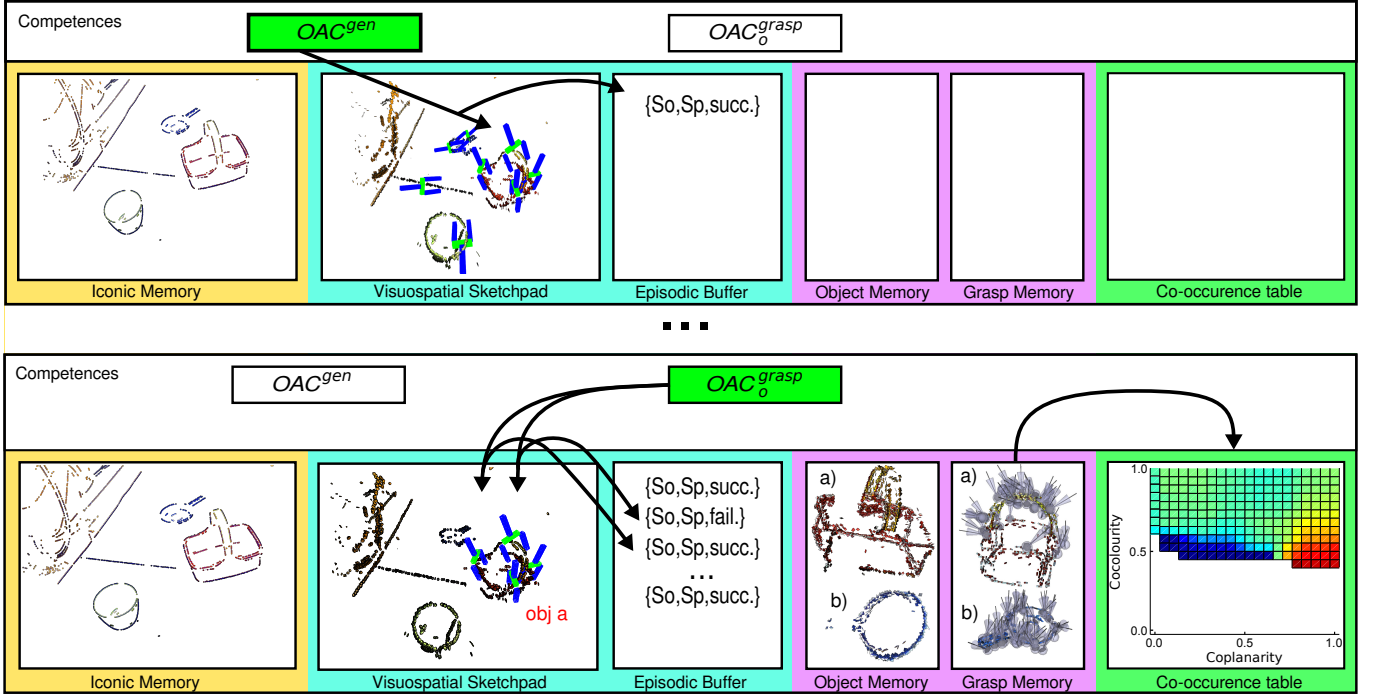 Competences
OAC^gen
OAC_o^grasp
{So,Sp,succ.}
Iconic Memory
Visuospatial Sketchpad
Episodic Buffer
Object Memory
Grasp Memory
Co-occurence table
...
Competences
OAC^gen
OAC_o^grasp
obj a
{So,Sp,succ.}
{So,Sp,fail.}
{So,Sp,succ.}
...
{So,Sp,succ.}
a)
b)
a)
b)
Cocolourity
1.0
0.5
0.0
0.0 0.5 1.0
Coplanarity
Iconic Memory
Visuospatial Sketchpad
Episodic Buffer
Object Memory
Grasp Memory
Co-occurence table